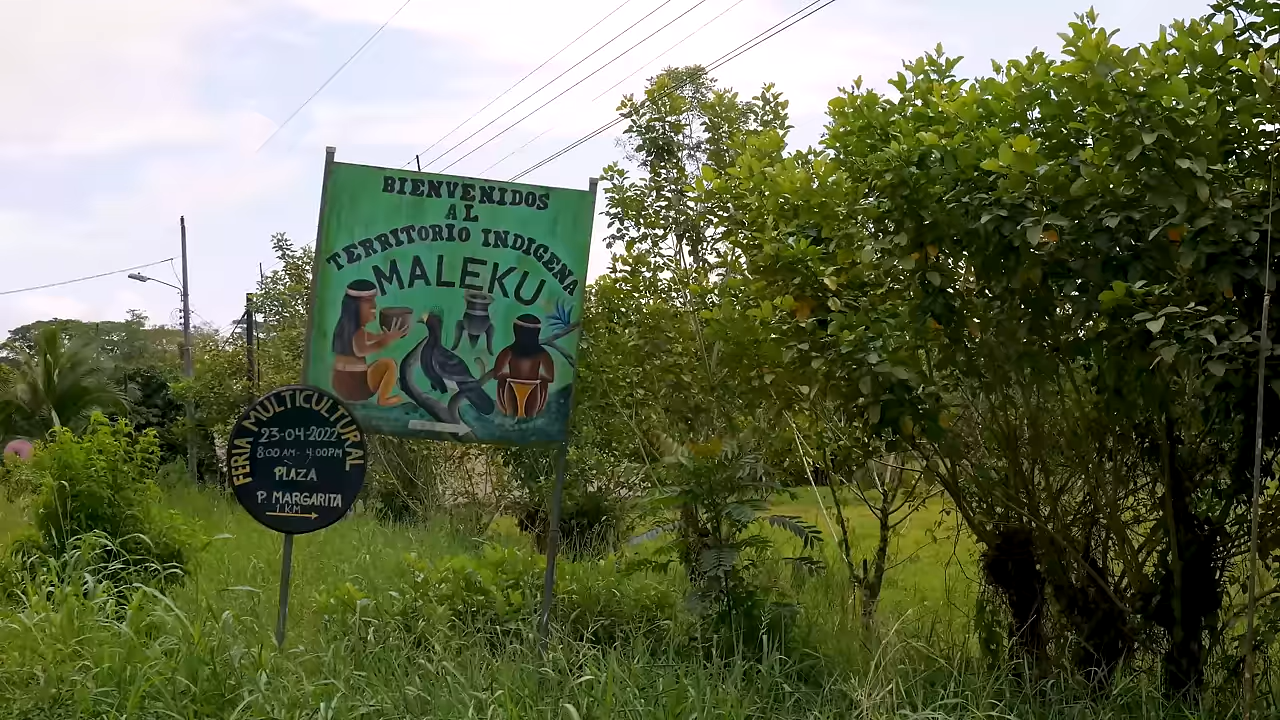 BIENVENIDOS
AL
TERRITORIO INDIGENA
MALEKU
FERIA MULTICULTURAL
23-04-2022
8:00 AM - 4:00 PM
PLAZA
P. MARGARITA
1 KM